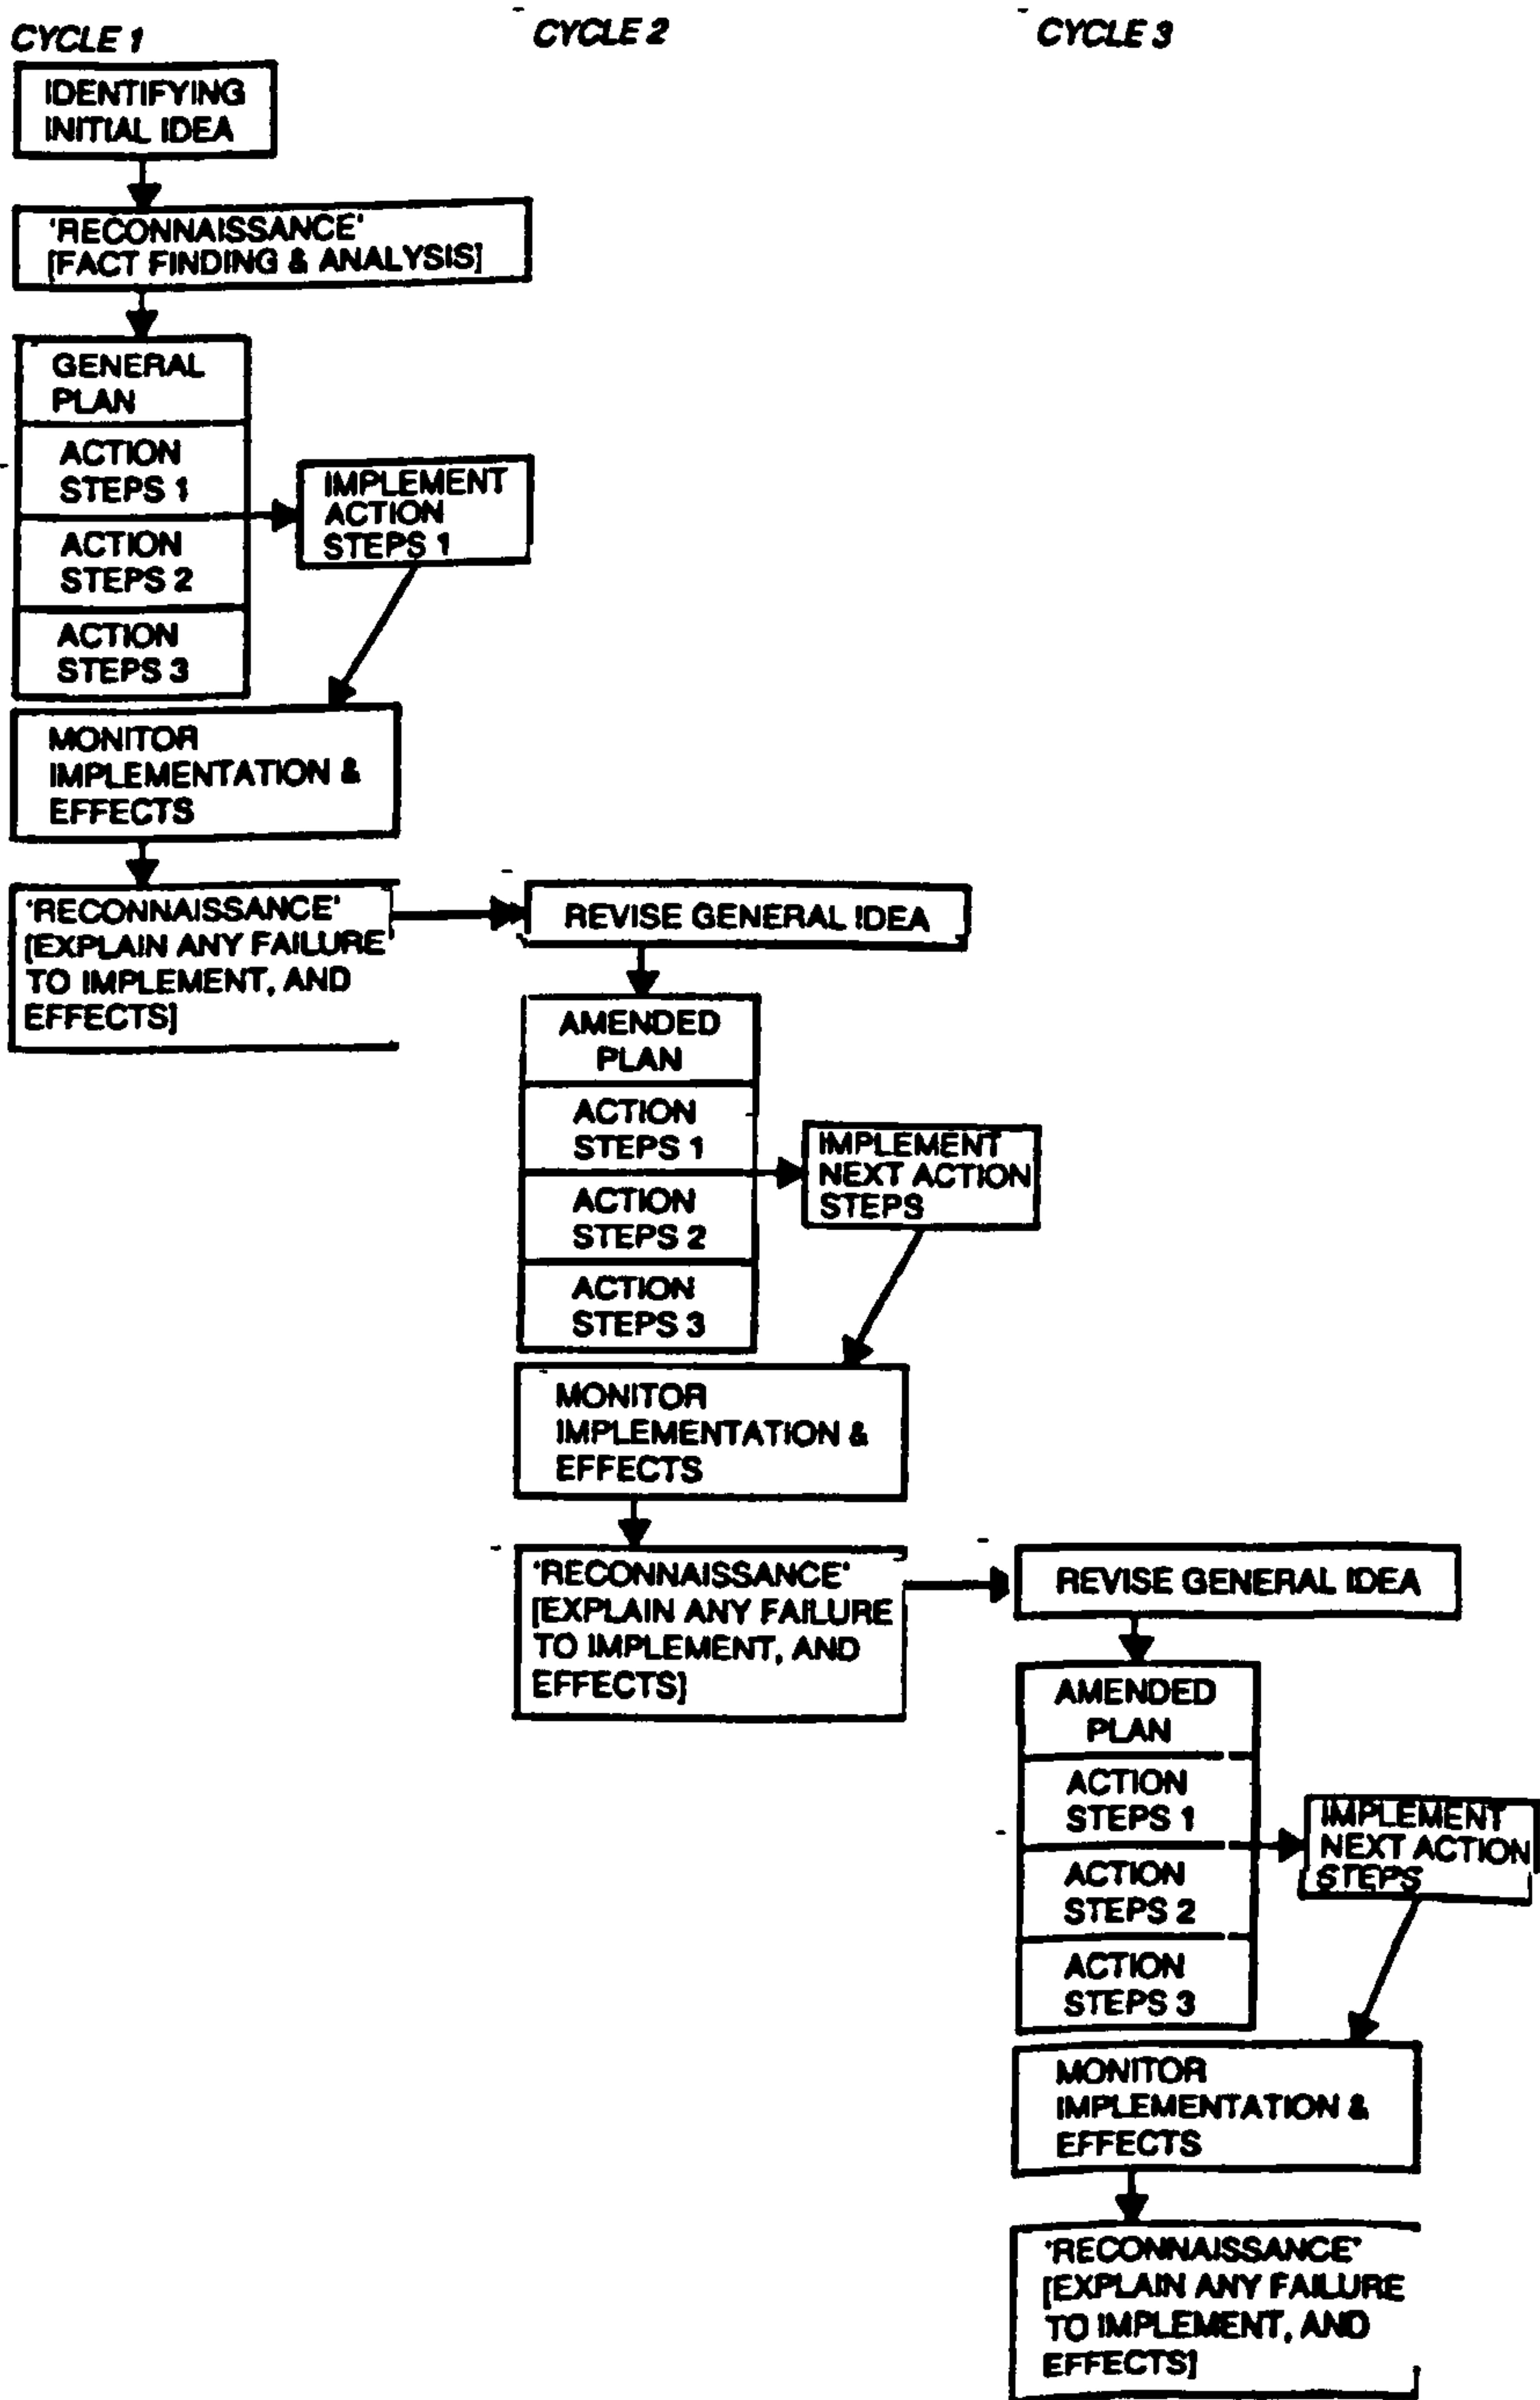 CYCLE 1
CYCLE 2
CYCLE 3
IDENTIFYING
INITIAL IDEA
'RECONNAISSANCE'
[FACT FINDING & ANALYSIS]
GENERAL
PLAN
ACTION
STEPS 1
ACTION
STEPS 2
ACTION
STEPS 3
IMPLEMENT
ACTION
STEPS 1
MONITOR
IMPLEMENTATION &
EFFECTS
'RECONNAISSANCE'
[EXPLAIN ANY FAILURE
TO IMPLEMENT, AND
EFFECTS]
REVISE GENERAL IDEA
AMENDED
PLAN
ACTION
STEPS 1
ACTION
STEPS 2
ACTION
STEPS 3
IMPLEMENT
NEXT ACTION
STEPS
MONITOR
IMPLEMENTATION &
EFFECTS
'RECONNAISSANCE'
[EXPLAIN ANY FAILURE
TO IMPLEMENT, AND
EFFECTS]
REVISE GENERAL IDEA
AMENDED
PLAN
ACTION
STEPS 1
ACTION
STEPS 2
ACTION
STEPS 3
IMPLEMENT
NEXT ACTION
STEPS
MONITOR
IMPLEMENTATION &
EFFECTS
'RECONNAISSANCE'
[EXPLAIN ANY FAILURE
TO IMPLEMENT, AND
EFFECTS]